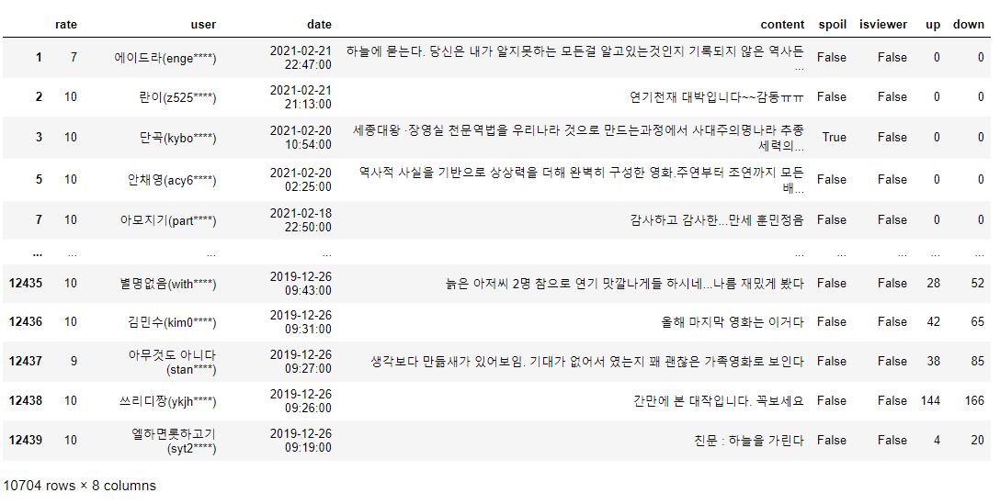 rate user date content spoil isviewer up down
1 7 에이드라(enge****) 2021-02-21 22:47:00 하늘에 묻는다. 당신은 내가 알지못하는 모든걸 알고있는것인지 기록되지 않은 역사든 ... False False 0 0
2 10 란이(z525****) 2021-02-21 21:13:00 연기천재 대박입니다~~감동ㅠㅠ False False 0 0
3 10 단곡(kybo****) 2021-02-20 10:54:00 세종대왕 ·장영실 천문역법을 우리나라 것으로 만드는과정에서 사대주의명나라 추종 세력의... True False 0 0
5 10 안채영(acy6****) 2021-02-20 02:25:00 역사적 사실을 기반으로 상상력을 더해 완벽히 구성한 영화.주연부터 조연까지 모든 배... False False 0 0
7 10 아모지기(part****) 2021-02-18 22:50:00 감사하고 감사한...만세 훈민정음 False False 0 0
... ... ... ... ... ... ... ... ...
12435 10 별명없음(with****) 2019-12-26 09:43:00 늙은 아저씨 2명 참으로 연기 맛깔나게들 하시네...나름 재밌게 봤다 False False 28 52
12436 10 김민수(kim0****) 2019-12-26 09:31:00 올해 마지막 영화는 이거다 False False 42 65
12437 9 아무것도 아니다(stan****) 2019-12-26 09:27:00 생각보다 만듦새가 있어보임. 기대가 없어서 였는지 꽤 괜찮은 가족영화로 보인다 False False 38 85
12438 10 쓰리디짱(ykjh****) 2019-12-26 09:26:00 간만에 본 대작입니다. 꼭보세요 False False 144 166
12439 10 엘하면롯하고기(syt2****) 2019-12-26 09:19:00 친문 : 하늘을 가린다 False False 4 20
10704 rows × 8 columns